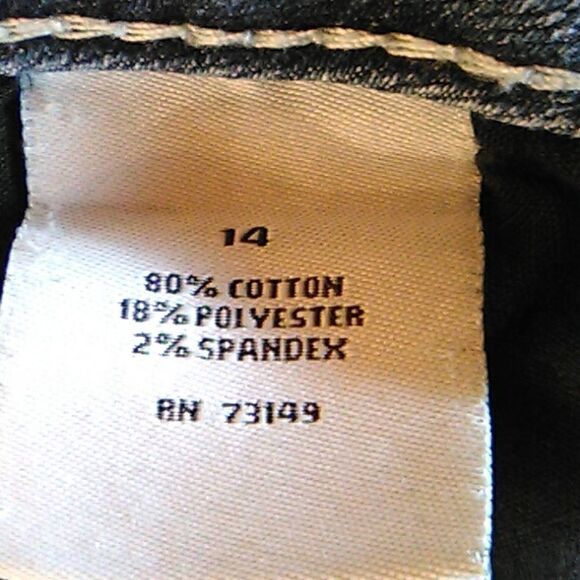 14
80% COTTON
18% POLYESTER
2% SPANDEX
RN 73149